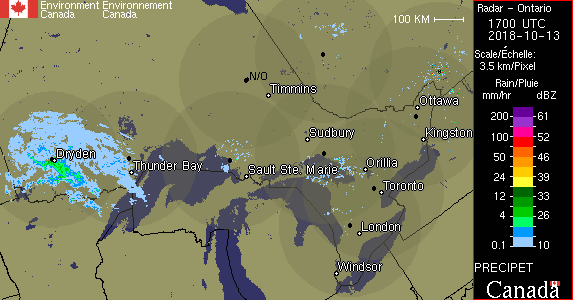 Environment Environnement
Canada Canada
100 KM
N/O
Timmins
Ottawa
Sudbury
Kingston
Dryden
Thunder Bay
Sault Ste. Marie
Orillia
Toronto
London
Windsor
Radar - Ontario
1700 UTC
2018-10-13
Scale/Échelle:
3.5 km/Pixel
Rain/Pluie
mm/hr dBZ
200 61
100 52
50 46
24 39
12 33
4 26
0.1 10
PRECIPET
Canada